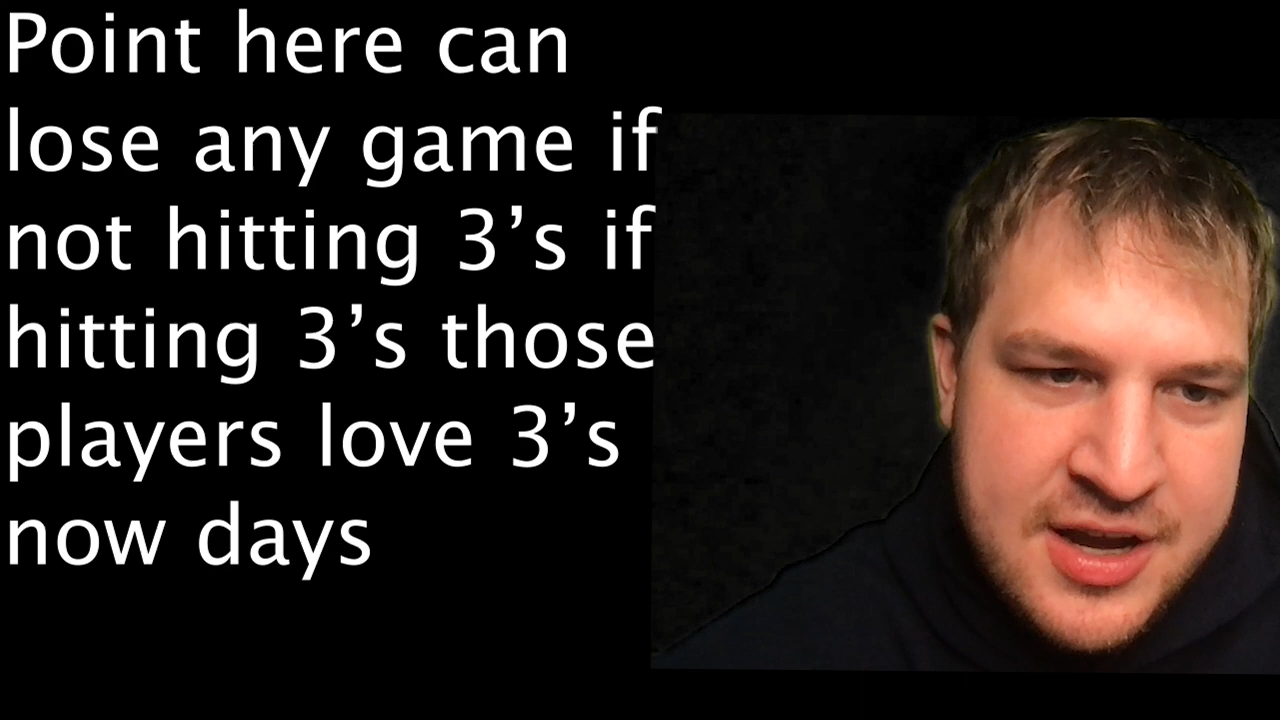 Point here can
lose any game if
not hitting 3’s if
hitting 3’s those
players love 3’s
now days